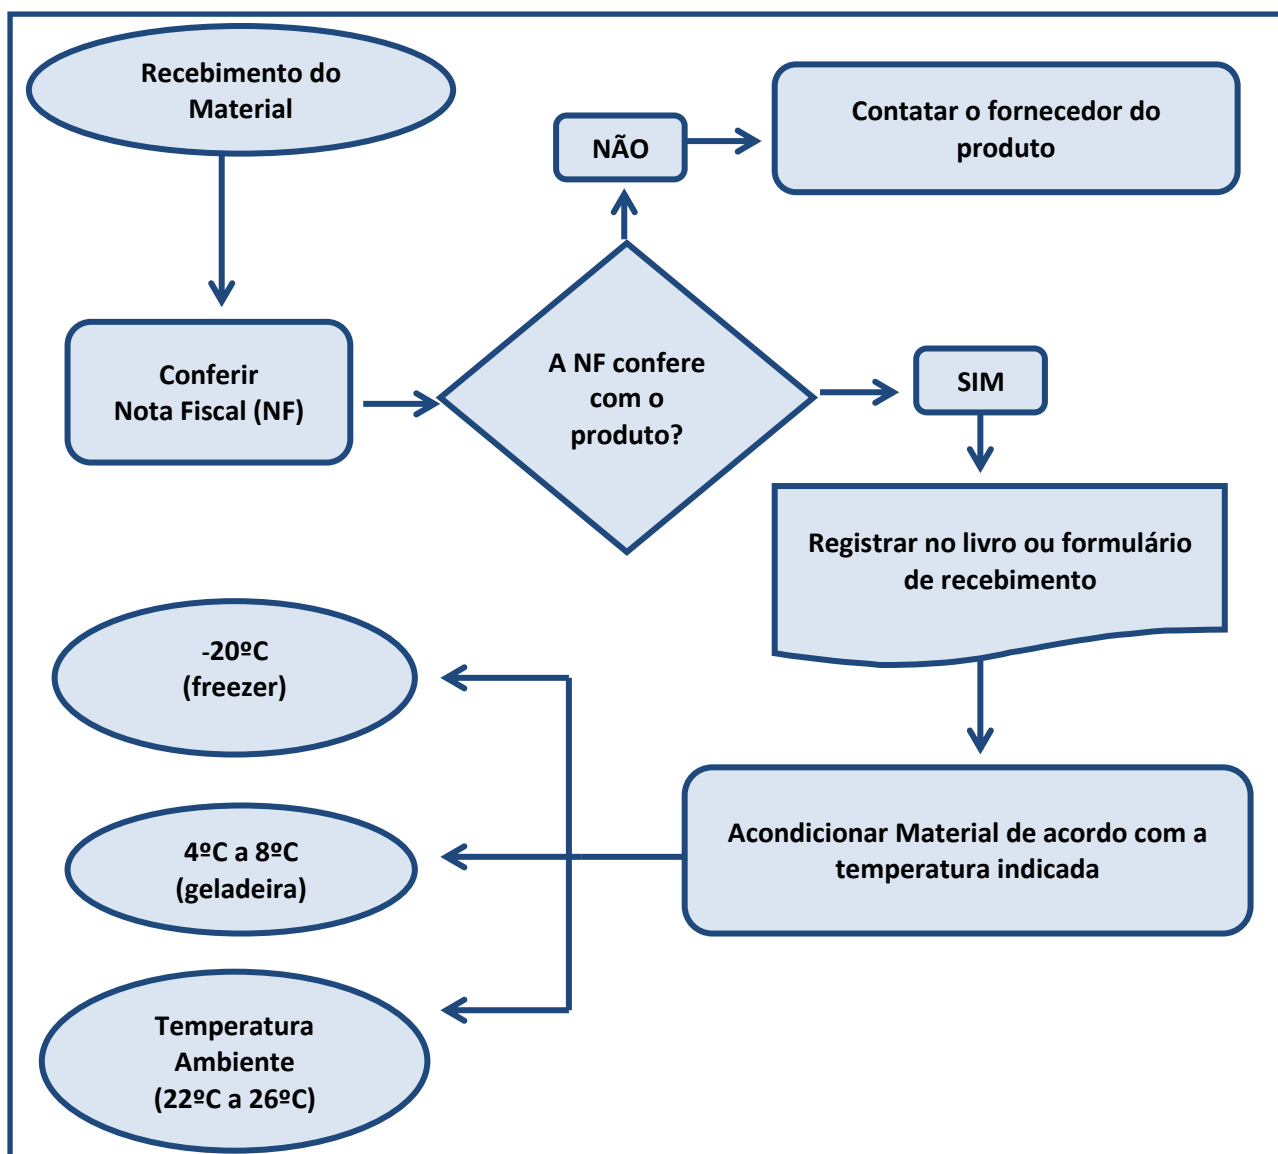 Recebimento do
Material
Conferir
Nota Fiscal (NF)
A NF confere
com o
produto?
NÃO
Contatar o fornecedor do
produto
SIM
Registrar no livro ou formulário
de recebimento
Acondicionar Material de acordo com a
temperatura indicada
-20ºC
(freezer)
4ºC a 8ºC
(geladeira)
Temperatura
Ambiente
(22ºC a 26ºC)